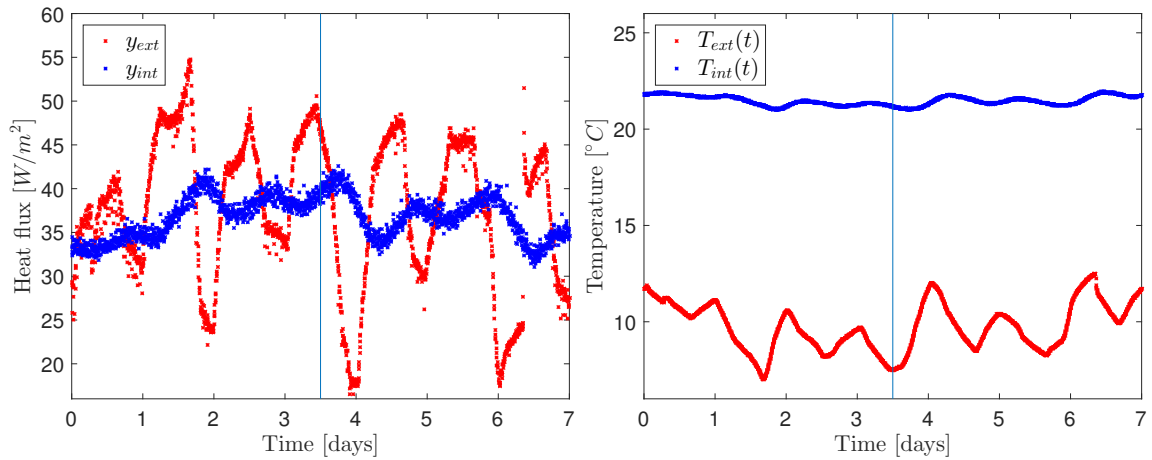 60
55
50
45
40
35
30
25
20
Heat flux [W/m²]
y_ext
y_int
0 1 2 3 4 5 6 7
Time [days]
25
20
15
10
Temperature [°C]
T_ext(t)
T_int(t)
0 1 2 3 4 5 6 7
Time [days]